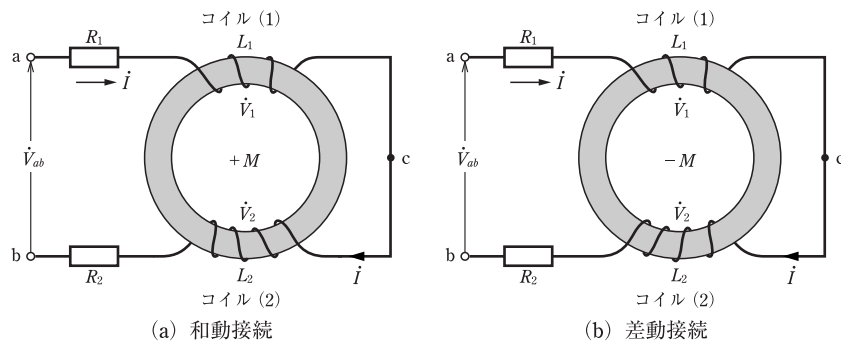 コイル (1)
a R₁ L₁
İ
V̇₁
V̇ab +M c
V̇₂
b R₂ L₂ İ
コイル (2)
(a) 和動接続
コイル (1)
a R₁ L₁
İ
V̇₁
V̇ab −M c
V̇₂
b R₂ L₂ İ
コイル (2)
(b) 差動接続